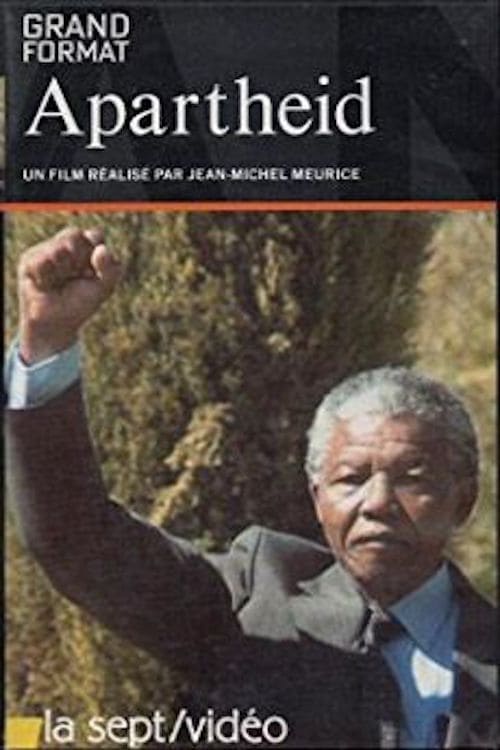 GRAND
FORMAT
Apartheid
UN FILM RÉALISÉ PAR JEAN-MICHEL MEURICE
la sept/vidéo